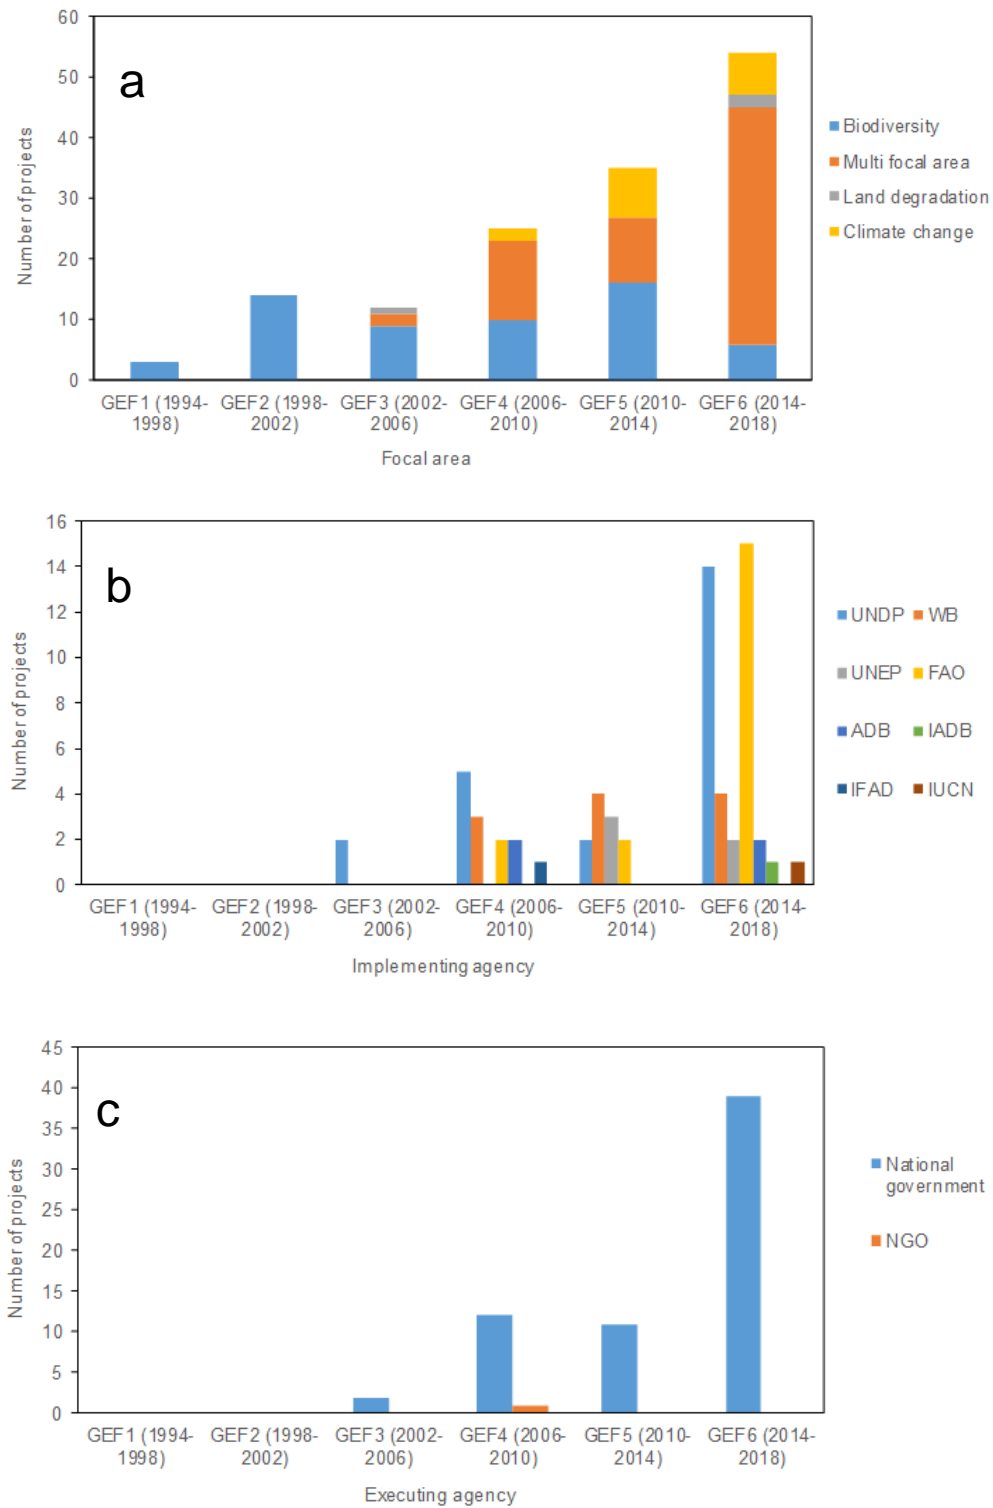 60
50
40
30
20
10
0
Number of projects
a
GEF1 (1994-
1998)
GEF2 (1998-
2002)
GEF3 (2002-
2006)
GEF4 (2006-
2010)
GEF5 (2010-
2014)
GEF6 (2014-
2018)
Focal area
Biodiversity
Multi focal area
Land degradation
Climate change
16
14
12
10
8
6
4
2
0
Number of projects
b
GEF1 (1994-
1998)
GEF2 (1998-
2002)
GEF3 (2002-
2006)
GEF4 (2006-
2010)
GEF5 (2010-
2014)
GEF6 (2014-
2018)
Implementing agency
UNDP WB
UNEP FAO
ADB IADB
IFAD IUCN
45
40
35
30
25
20
15
10
5
0
Number of projects
c
GEF1 (1994-
1998)
GEF2 (1998-
2002)
GEF3 (2002-
2006)
GEF4 (2006-
2010)
GEF5 (2010-
2014)
GEF6 (2014-
2018)
Executing agency
National
government
NGO